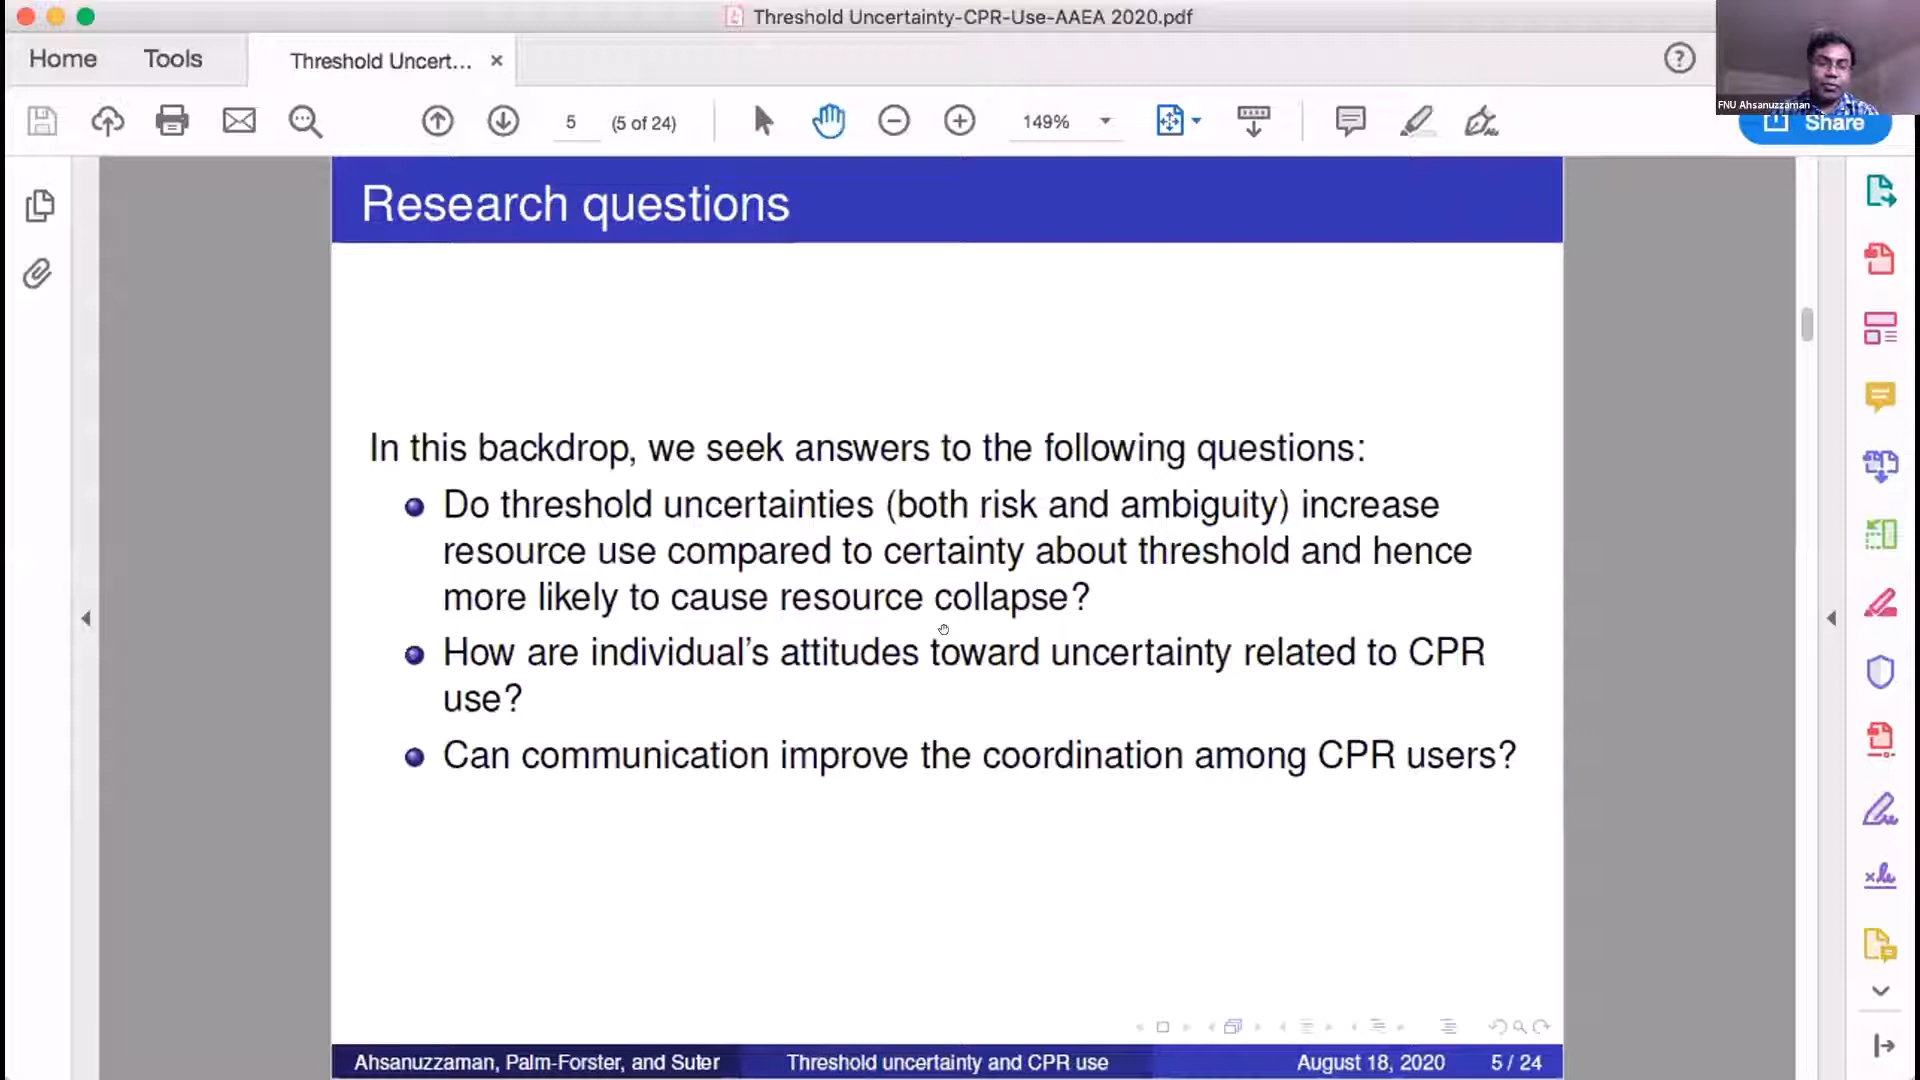 Threshold Uncertainty-CPR-Use-AAEA 2020.pdf
Home
Tools
Threshold Uncert...
FNU Ahsanuzzaman
5
(5 of 24)
149%
Share
Research questions
In this backdrop, we seek answers to the following questions:
Do threshold uncertainties (both risk and ambiguity) increase
resource use compared to certainty about threshold and hence
more likely to cause resource collapse?
How are individual's attitudes toward uncertainty related to CPR
use?
Can communication improve the coordination among CPR users?
Ahsanuzzaman, Palm-Forster, and Suter
Threshold uncertainty and CPR use
August 18, 2020
5 / 24